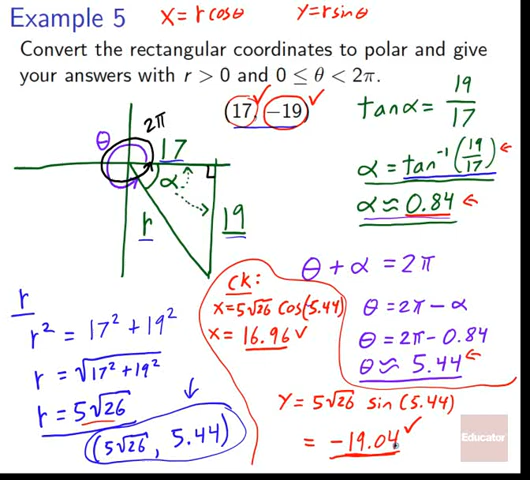 Example 5
x = r cosθ
y = r sinθ
Convert the rectangular coordinates to polar and give
your answers with r > 0 and 0 ≤ θ < 2π.
(17, −19)
tanα = 19/17
α = tan⁻¹(19/17)
α ≈ 0.84
θ
2π
17
α
r
19
θ + α = 2π
θ = 2π − α
θ = 2π − 0.84
θ ≈ 5.44
r
r² = 17² + 19²
r = √(17² + 19²)
r = 5√26
(5√26, 5.44)
CK:
x = 5√26 cos(5.44)
x = 16.96 ✓
y = 5√26 sin(5.44)
= −19.04 ✓
Educator